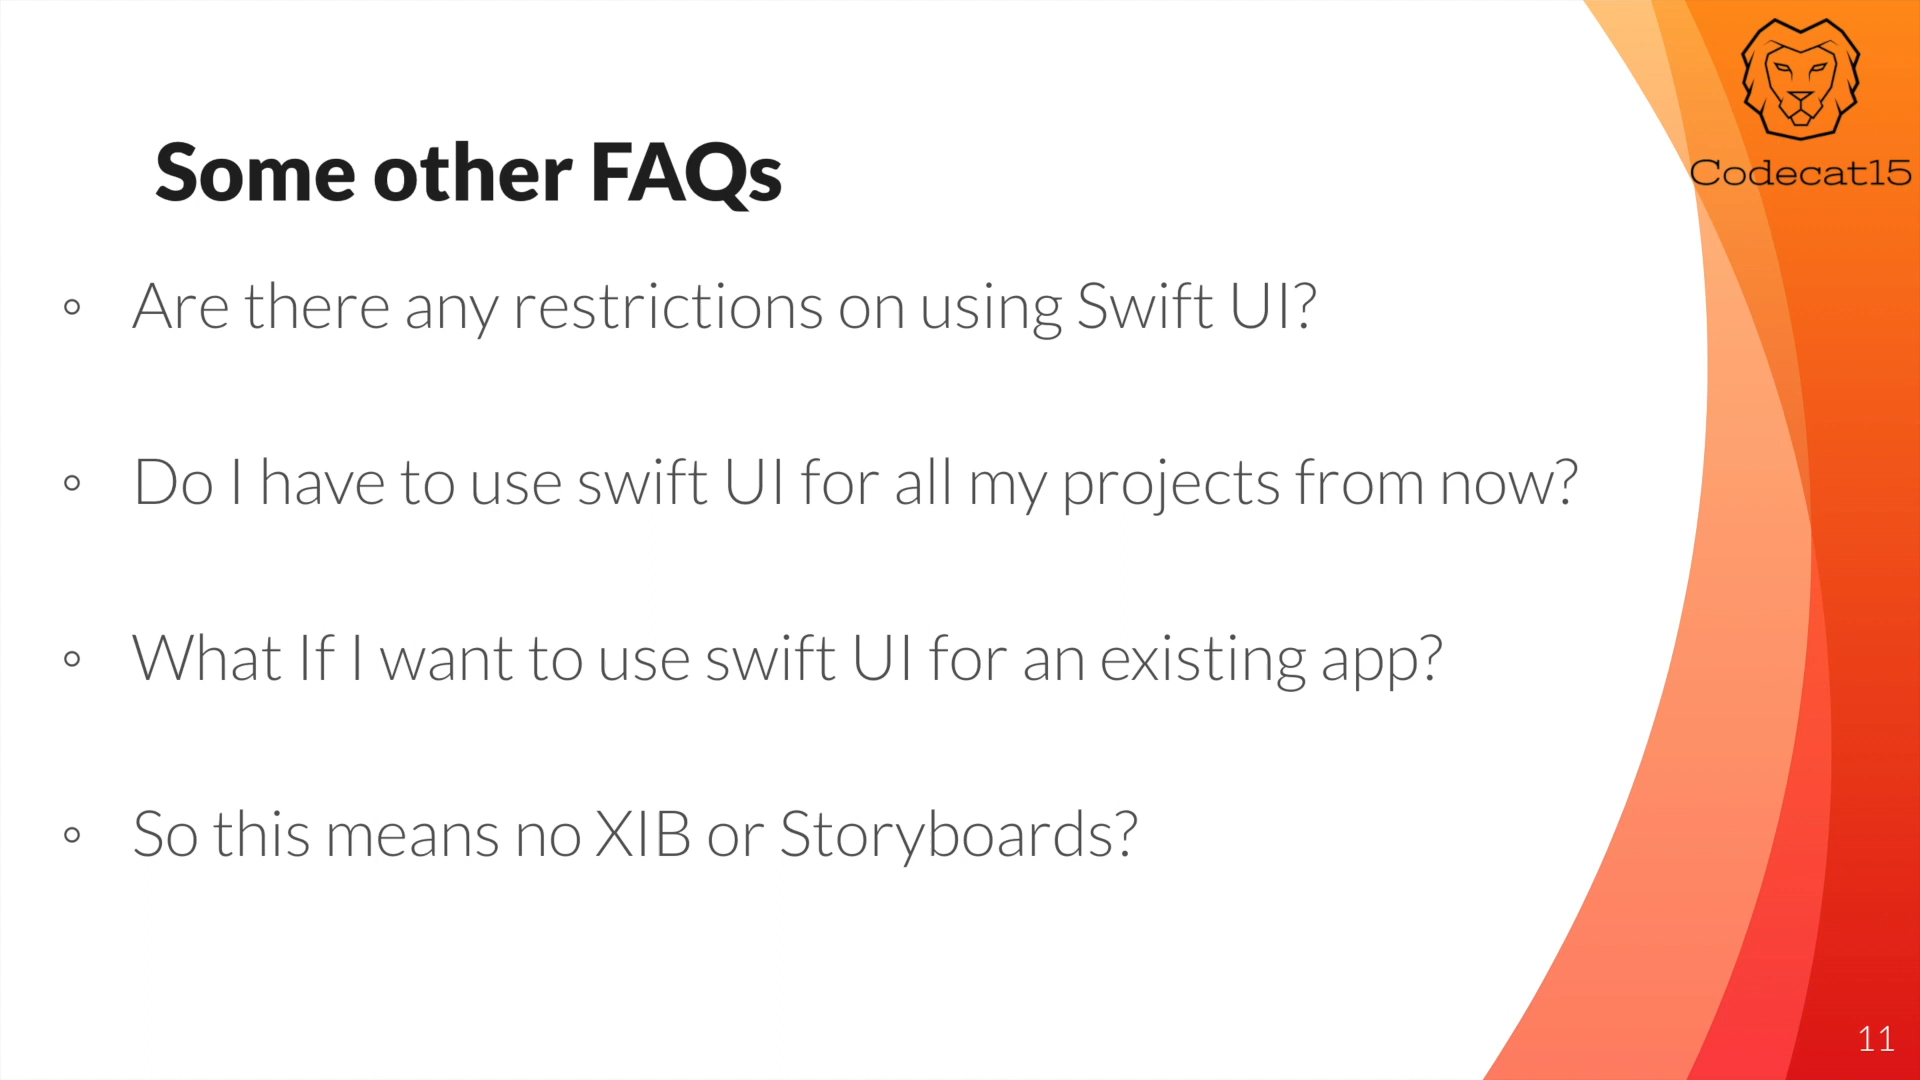 Codecat15
Some other FAQs
Are there any restrictions on using Swift UI?
Do I have to use swift UI for all my projects from now?
What If I want to use swift UI for an existing app?
So this means no XIB or Storyboards?
11